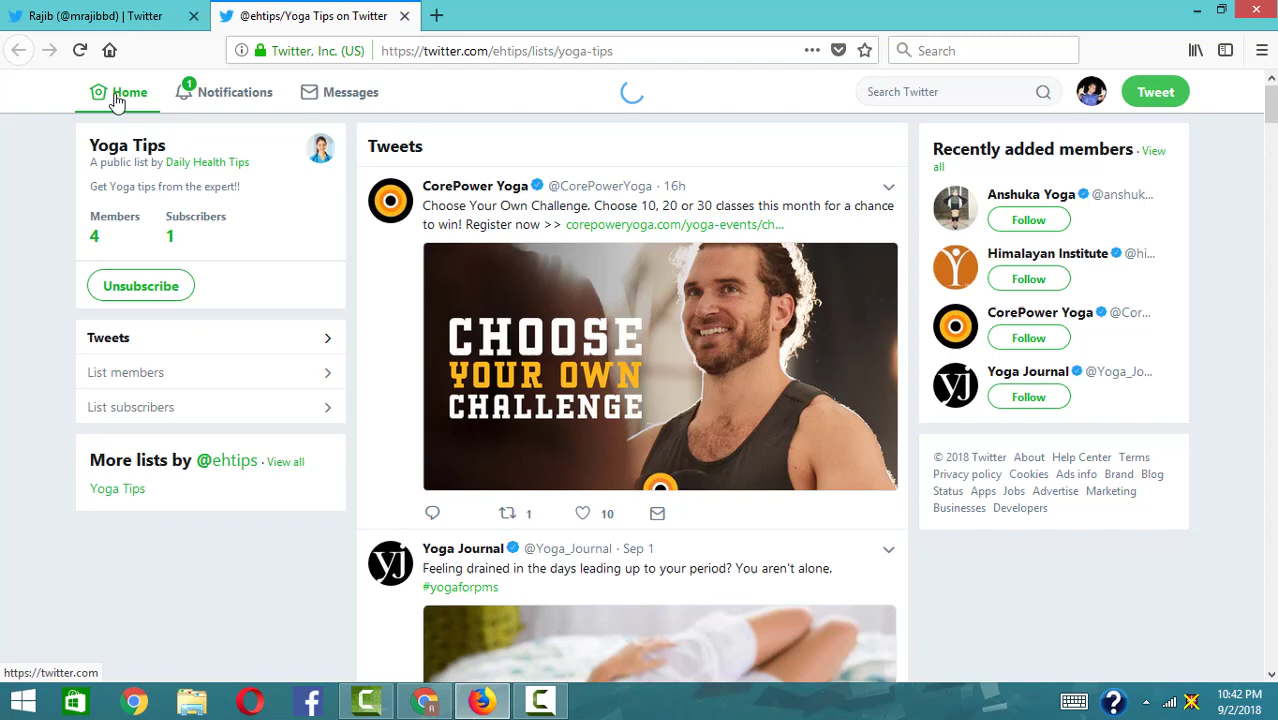 Rajib (@mrajibbd) | Twitter
@ehtips/Yoga Tips on Twitter
Twitter, Inc. (US)
https://twitter.com/ehtips/lists/yoga-tips
Search
Home
1
Notifications
Messages
Search Twitter
Tweet
Yoga Tips
A public list by Daily Health Tips
Get Yoga tips from the expert!!
Members
Subscribers
4
1
Unsubscribe
Tweets
List members
List subscribers
More lists by @ehtips · View all
Yoga Tips
Tweets
CorePower Yoga @CorePowerYoga · 16h
Choose Your Own Challenge. Choose 10, 20 or 30 classes this month for a chance
to win! Register now >> corepoweryoga.com/yoga-events/ch...
CHOOSE
YOUR OWN
CHALLENGE
1
10
yj
Yoga Journal @Yoga_Journal · Sep 1
Feeling drained in the days leading up to your period? You aren't alone.
#yogaforpms
Recently added members · View
all
Anshuka Yoga @anshuk...
Follow
Himalayan Institute @hi...
Follow
CorePower Yoga @Cor...
Follow
yj
Yoga Journal @Yoga_Jo...
Follow
© 2018 Twitter About Help Center Terms
Privacy policy Cookies Ads info Brand Blog
Status Apps Jobs Advertise Marketing
Businesses Developers
https://twitter.com
R
10:42 PM
9/2/2018